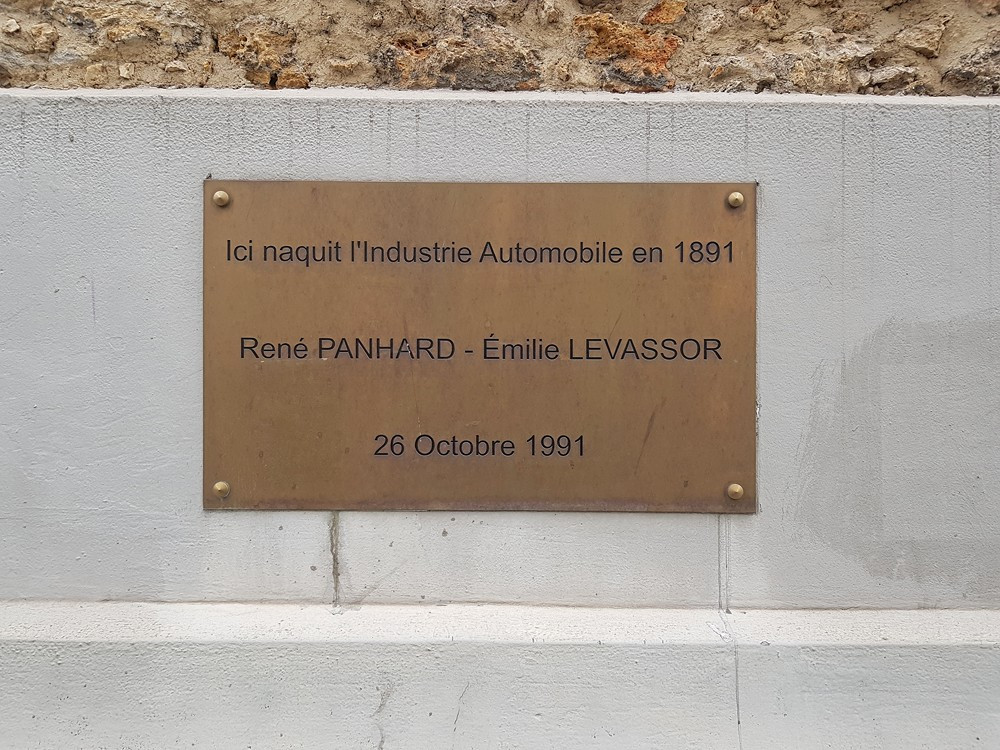 Ici naquit l'Industrie Automobile en 1891
René PANHARD - Émilie LEVASSOR
26 Octobre 1991